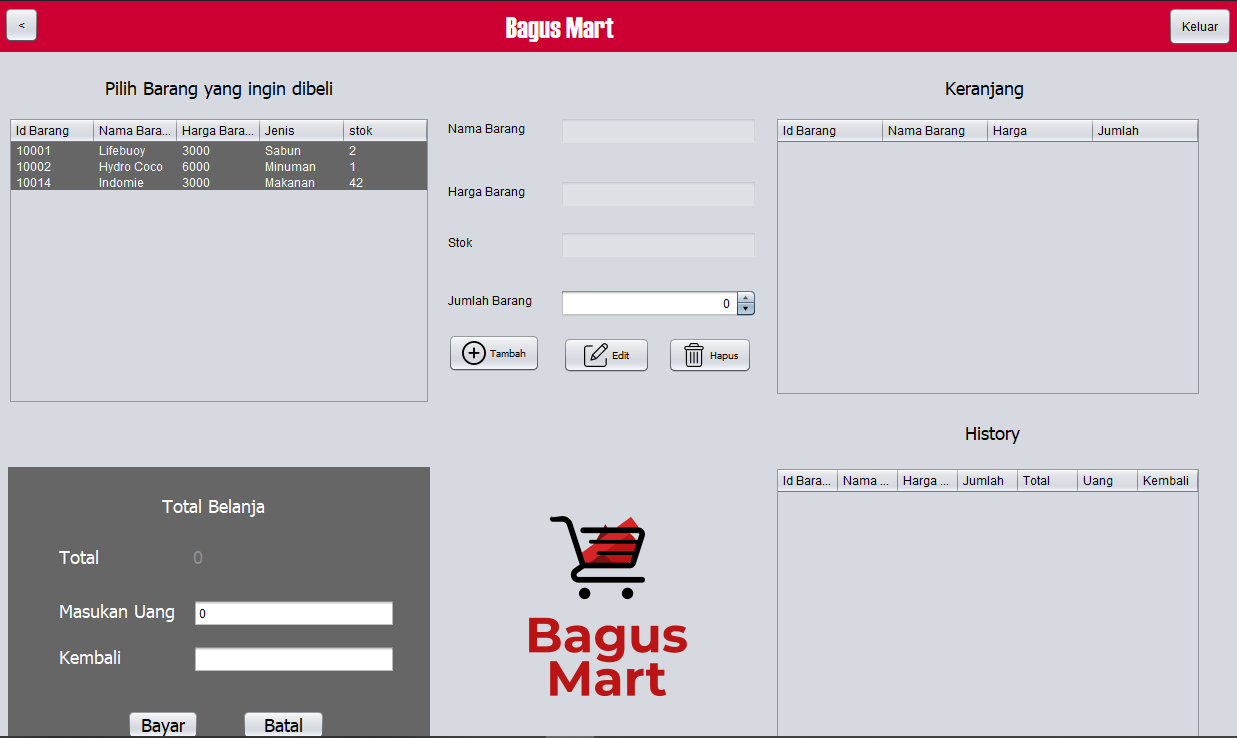 <
Bagus Mart
Keluar
Pilih Barang yang ingin dibeli
Id Barang Nama Bara... Harga Bara... Jenis stok
10001 Lifebuoy 3000 Sabun 2
10002 Hydro Coco 6000 Minuman 1
10014 Indomie 3000 Makanan 42
Nama Barang
Harga Barang
Stok
Jumlah Barang 0
Tambah Edit Hapus
Keranjang
Id Barang Nama Barang Harga Jumlah
Total Belanja
Total 0
Masukan Uang 0
Kembali
Bayar Batal
Bagus
Mart
History
Id Bara... Nama ... Harga ... Jumlah Total Uang Kembali